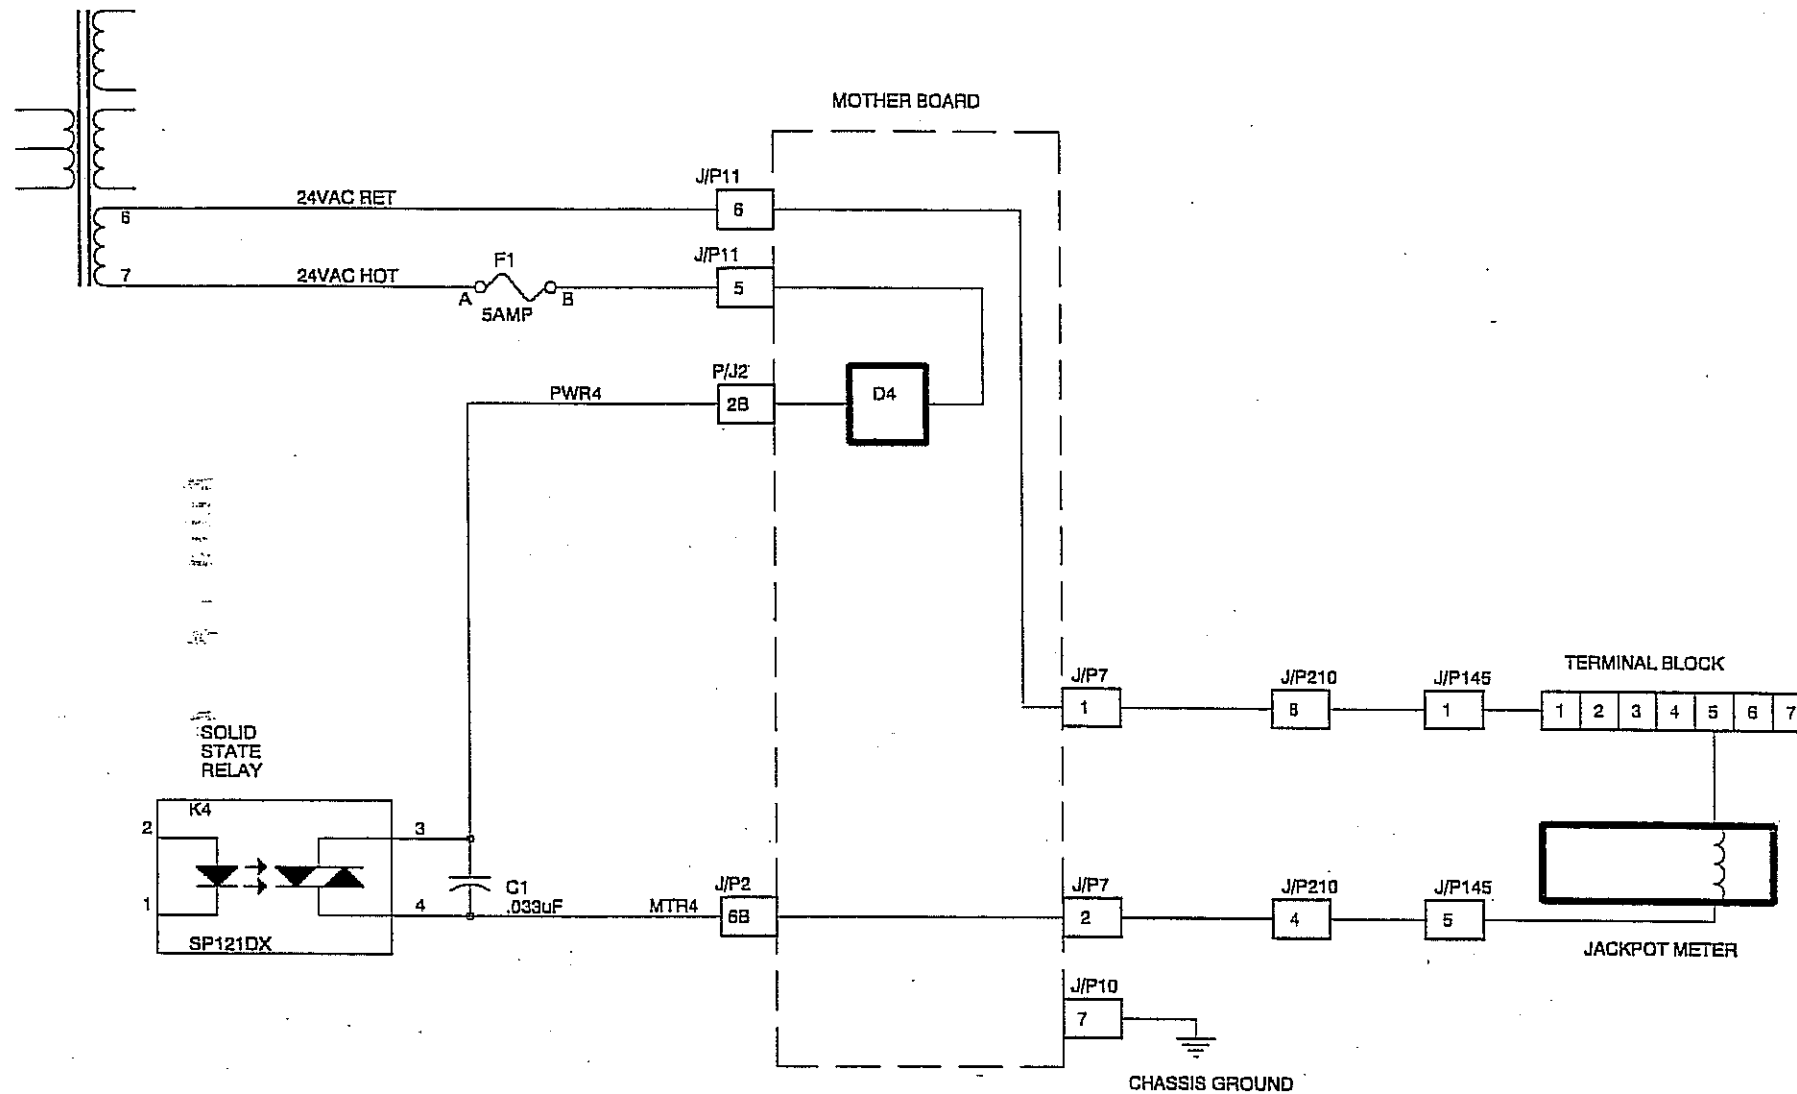 MOTHER BOARD
J/P11
24VAC RET
6
6
J/P11
F1
7
24VAC HOT
A
B
5
5AMP
P/J2
PWR4
2B
D4
TERMINAL BLOCK
J/P7
J/P210
J/P145
1
8
1
1 2 3 4 5 6 7
SOLID
STATE
RELAY
K4
2
3
1
4
C1
.033uF
MTR4
J/P2
6B
J/P7
2
J/P210
4
J/P145
5
SP121DX
JACKPOT METER
J/P10
7
CHASSIS GROUND